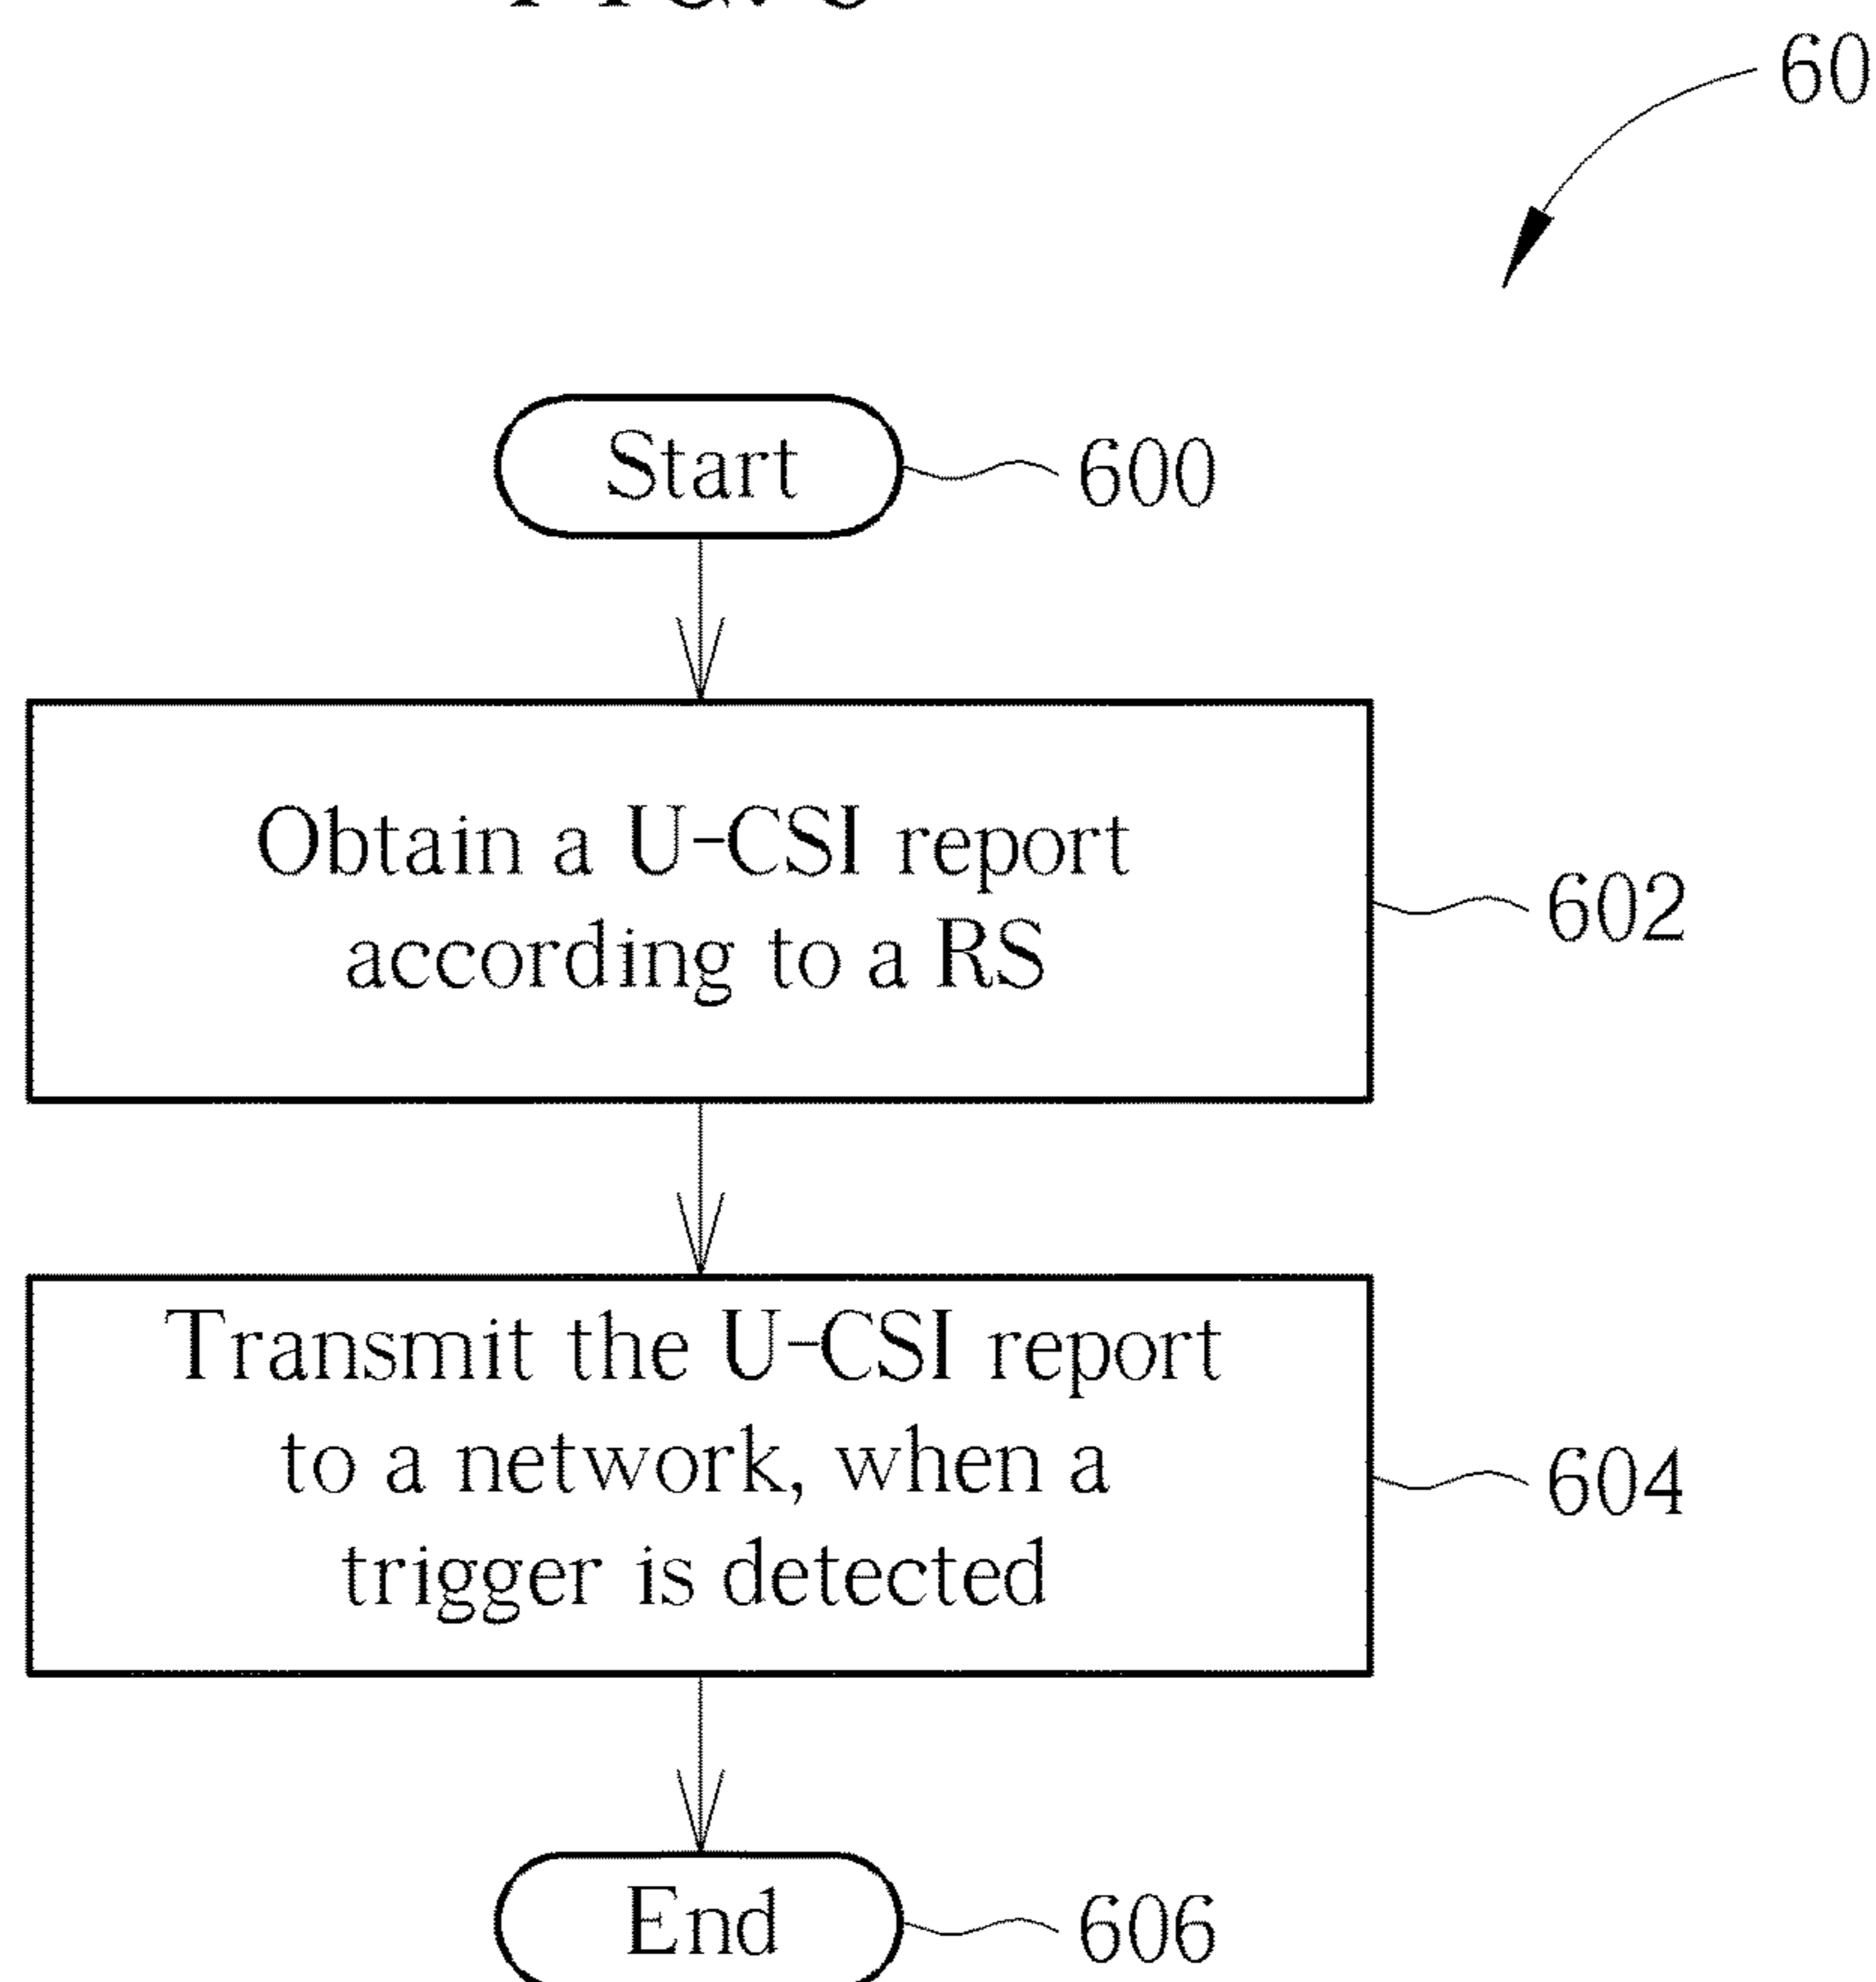 60
Start
600
Obtain a U-CSI report
according to a RS
602
Transmit the U-CSI report
to a network, when a
trigger is detected
604
End
606